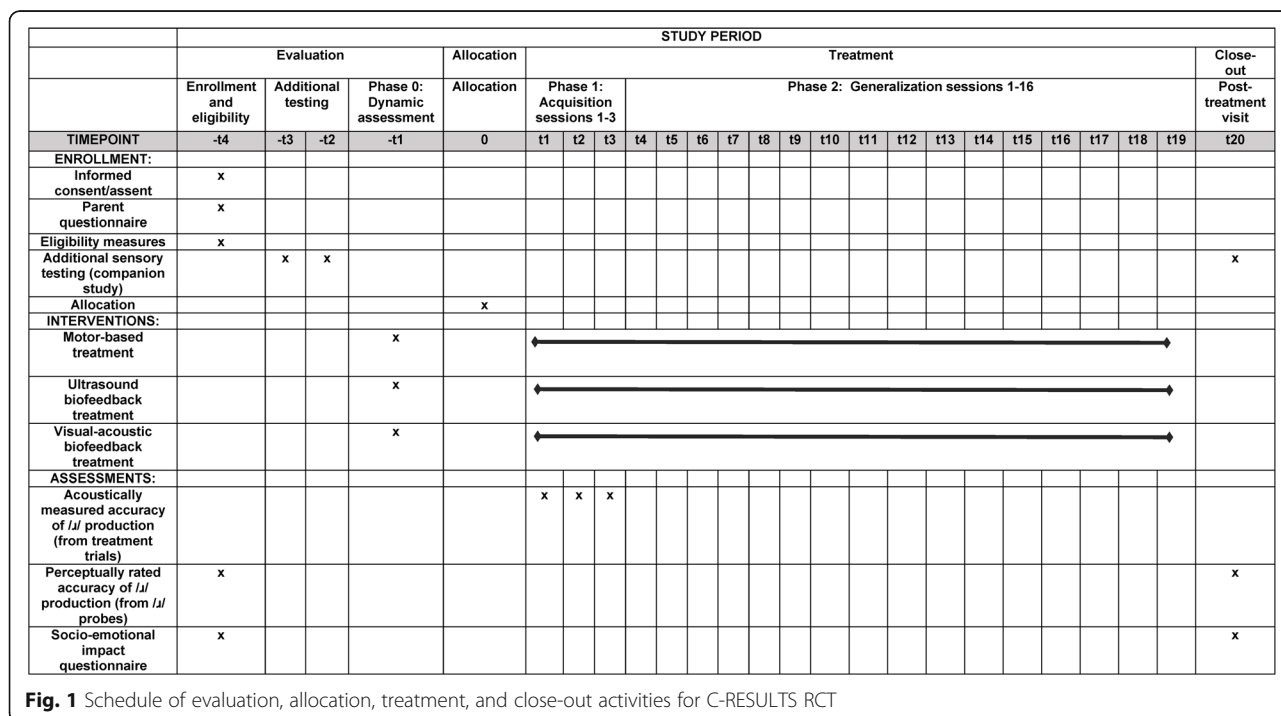 STUDY PERIOD
Evaluation Allocation Treatment Close-out
Enrollment and eligibility Additional testing Phase 0: Dynamic assessment Allocation Phase 1: Acquisition sessions 1-3 Phase 2: Generalization sessions 1-16 Post-treatment visit
TIMEPOINT -t4 -t3 -t2 -t1 0 t1 t2 t3 t4 t5 t6 t7 t8 t9 t10 t11 t12 t13 t14 t15 t16 t17 t18 t19 t20
ENROLLMENT:
Informed consent/assent x
Parent questionnaire x
Eligibility measures x
Additional sensory testing (companion study) x x x
Allocation x
INTERVENTIONS:
Motor-based treatment x
Ultrasound biofeedback treatment x
Visual-acoustic biofeedback treatment x
ASSESSMENTS:
Acoustically measured accuracy of /ɹ/ production (from treatment trials) x x x
Perceptually rated accuracy of /ɹ/ production (from /ɹ/ probes) x x
Socio-emotional impact questionnaire x x
Fig. 1 Schedule of evaluation, allocation, treatment, and close-out activities for C-RESULTS RCT